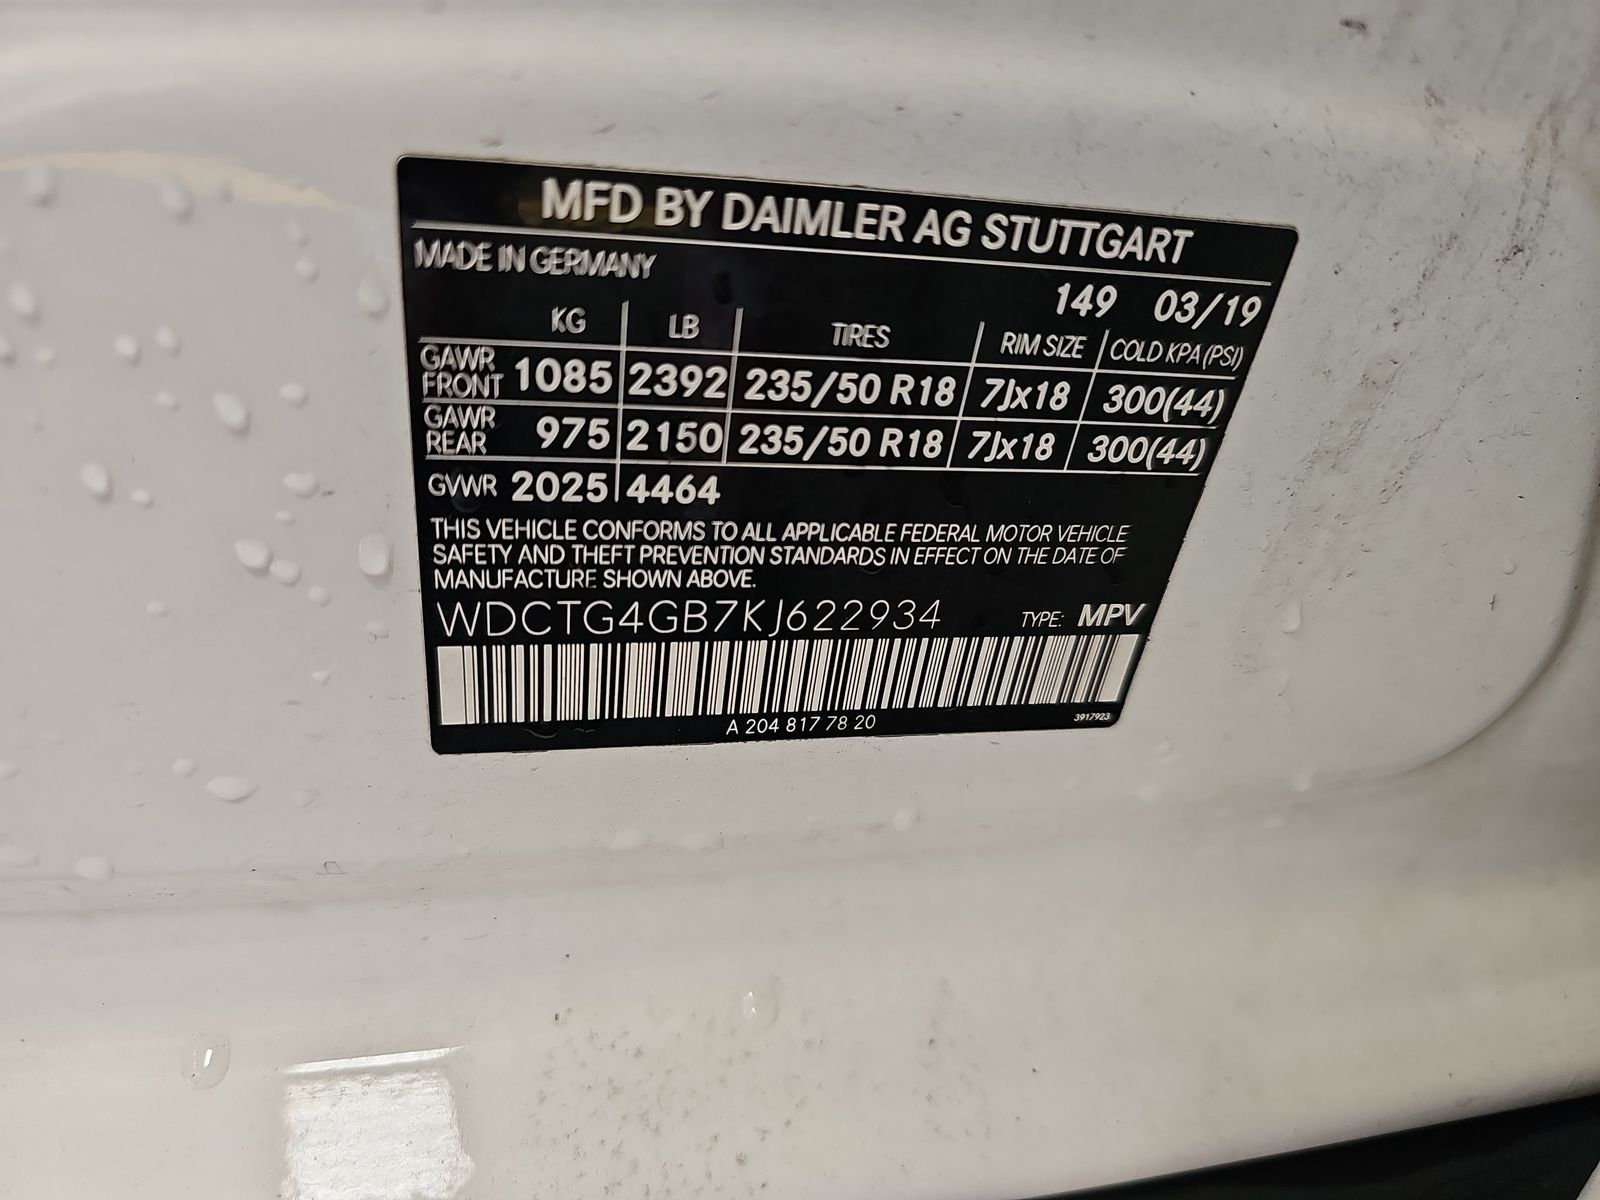 MFD BY DAIMLER AG STUTTGART
MADE IN GERMANY
149 03/19
KG LB TIRES RIM SIZE COLD KPA (PSI)
GAWR FRONT 1085 2392 235/50 R18 7Jx18 300(44)
GAWR REAR 975 2150 235/50 R18 7Jx18 300(44)
GVWR 2025 4464
THIS VEHICLE CONFORMS TO ALL APPLICABLE FEDERAL MOTOR VEHICLE
SAFETY AND THEFT PREVENTION STANDARDS IN EFFECT ON THE DATE OF
MANUFACTURE SHOWN ABOVE.
WDCTG4GB7KJ622934 TYPE: MPV
A 204 817 78 20 3917923